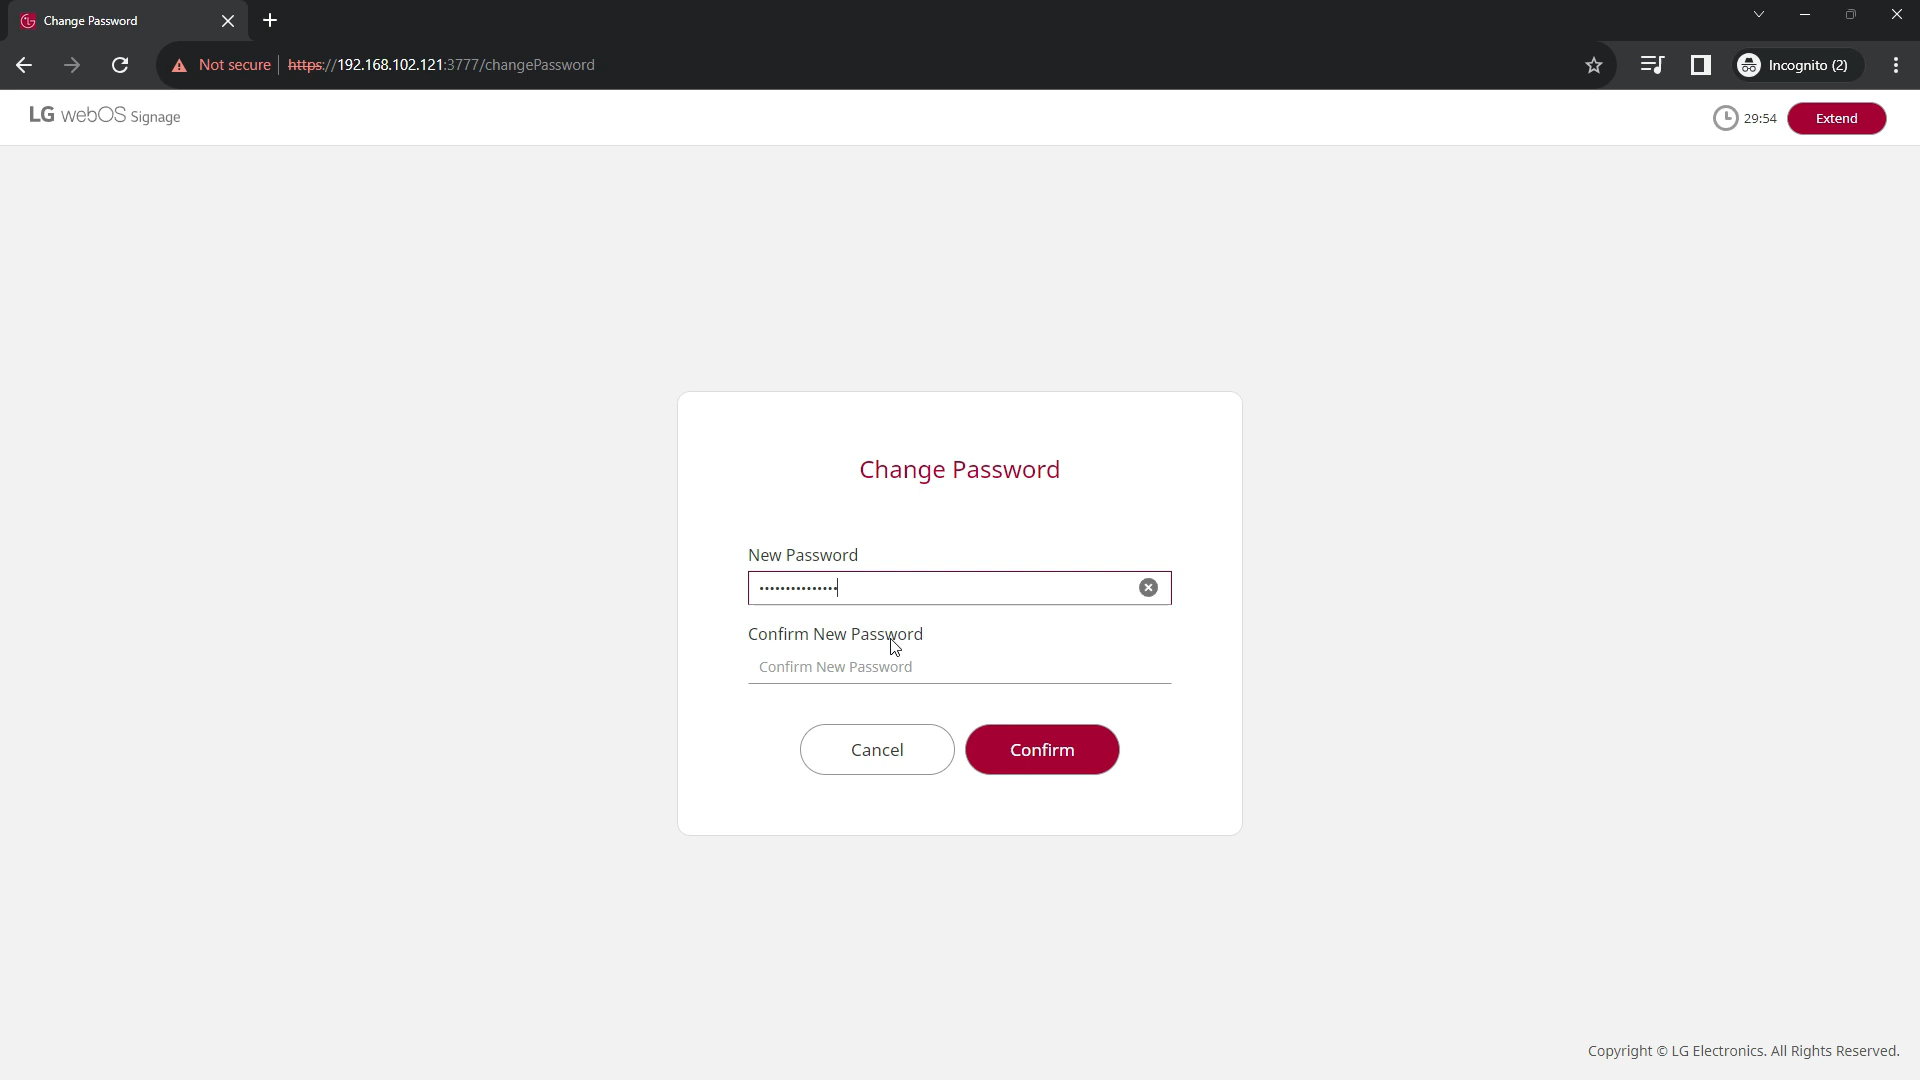 Change Password
Not secure https://192.168.102.121:3777/changePassword
Incognito (2)
LG webOS Signage
29:54
Extend
Change Password
New Password
•••••••••••••••
Confirm New Password
Confirm New Password
Cancel
Confirm
Copyright © LG Electronics. All Rights Reserved.